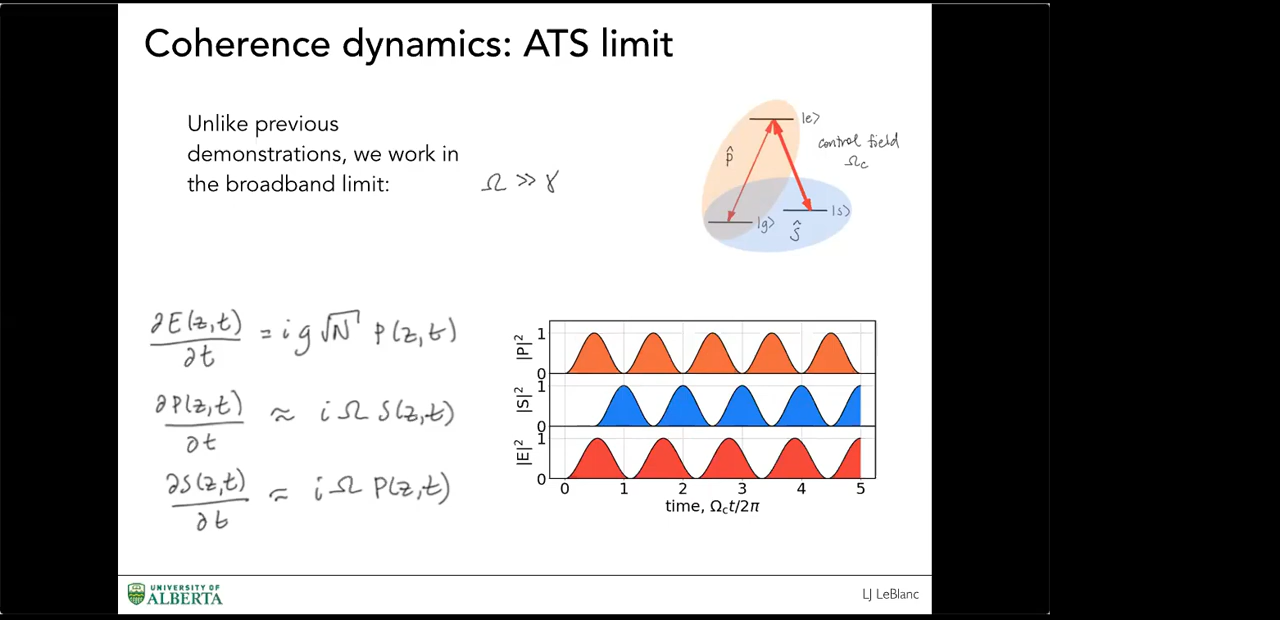 Coherence dynamics: ATS limit
Unlike previous
demonstrations, we work in
the broadband limit:
Ω ≫ γ
|e⟩
control field
Ω_c
p̂
|g⟩
ŝ
|s⟩
∂E(z,t)/∂t = i g √N P(z,t)
∂P(z,t)/∂t ≈ i Ω S(z,t)
∂S(z,t)/∂t ≈ i Ω P(z,t)
|P|²
1
0
|S|²
1
0
|E|²
1
0
0 1 2 3 4 5
time, Ω_c t/2π
UNIVERSITY OF
ALBERTA
LJ LeBlanc